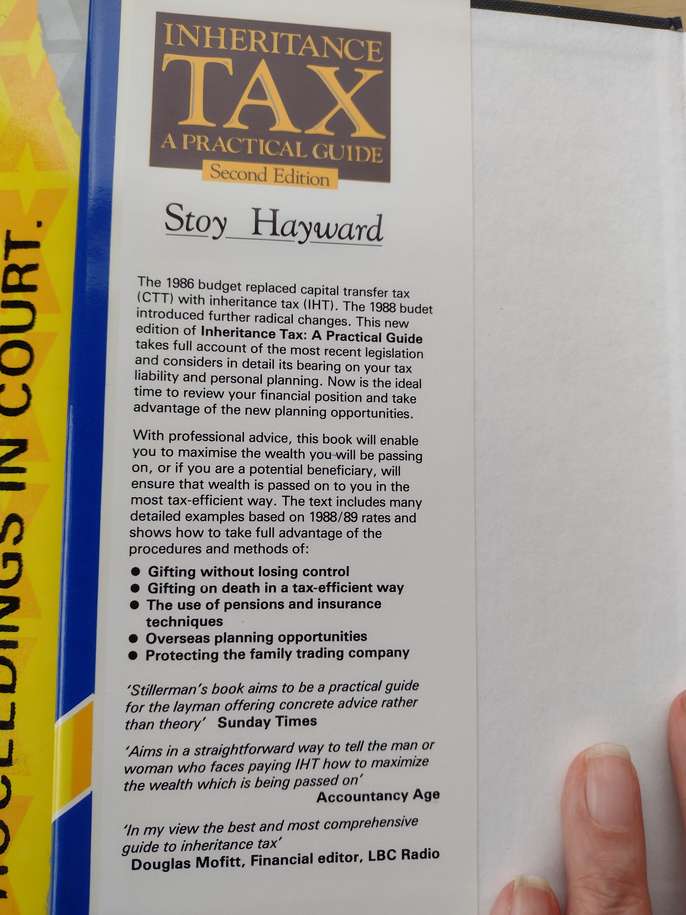 INHERITANCE
TAX
A PRACTICAL GUIDE
Second Edition
Stoy Hayward
The 1986 budget replaced capital transfer tax
(CTT) with inheritance tax (IHT). The 1988 budet
introduced further radical changes. This new
edition of Inheritance Tax: A Practical Guide
takes full account of the most recent legislation
and considers in detail its bearing on your tax
liability and personal planning. Now is the ideal
time to review your financial position and take
advantage of the new planning opportunities.
With professional advice, this book will enable
you to maximise the wealth you will be passing
on, or if you are a potential beneficiary, will
ensure that wealth is passed on to you in the
most tax-efficient way. The text includes many
detailed examples based on 1988/89 rates and
shows how to take full advantage of the
procedures and methods of:
● Gifting without losing control
● Gifting on death in a tax-efficient way
● The use of pensions and insurance
techniques
● Overseas planning opportunities
● Protecting the family trading company
‘Stillerman’s book aims to be a practical guide
for the layman offering concrete advice rather
than theory’ Sunday Times
‘Aims in a straightforward way to tell the man or
woman who faces paying IHT how to maximize
the wealth which is being passed on’
Accountancy Age
‘In my view the best and most comprehensive
guide to inheritance tax’
Douglas Mofitt, Financial editor, LBC Radio
IN COURT.